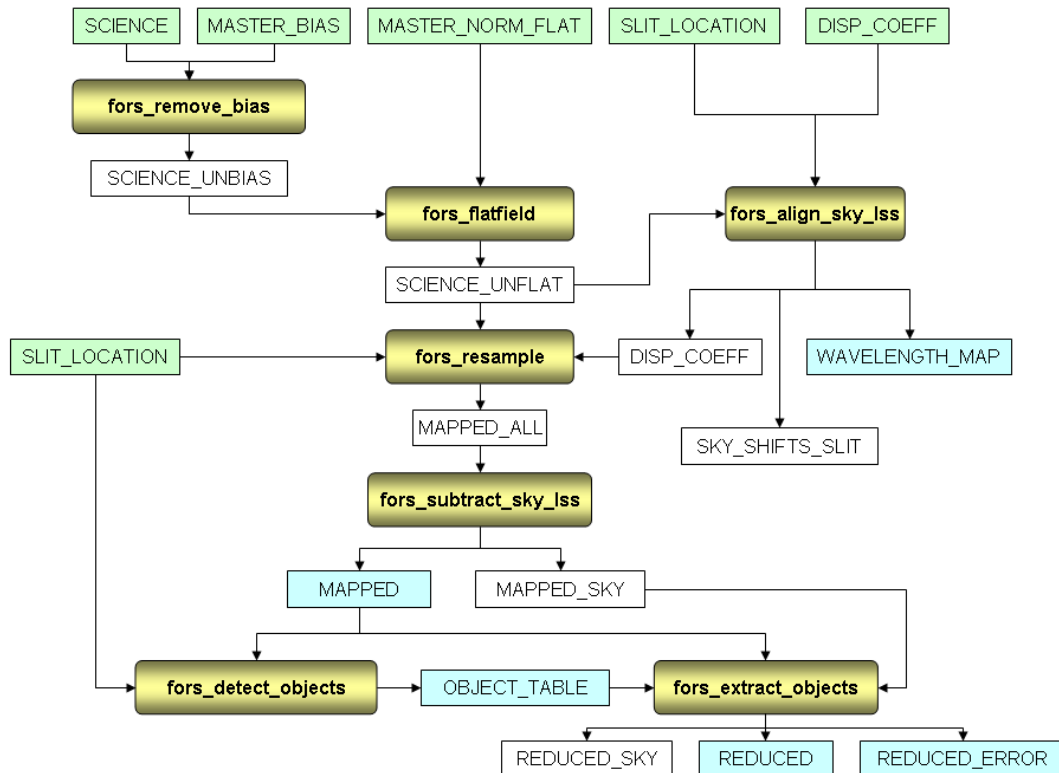 SCIENCE
MASTER_BIAS
MASTER_NORM_FLAT
SLIT_LOCATION
DISP_COEFF
fors_remove_bias
SCIENCE_UNBIAS
fors_flatfield
fors_align_sky_lss
SCIENCE_UNFLAT
SLIT_LOCATION
fors_resample
DISP_COEFF
WAVELENGTH_MAP
MAPPED_ALL
SKY_SHIFTS_SLIT
fors_subtract_sky_lss
MAPPED
MAPPED_SKY
fors_detect_objects
OBJECT_TABLE
fors_extract_objects
REDUCED_SKY
REDUCED
REDUCED_ERROR